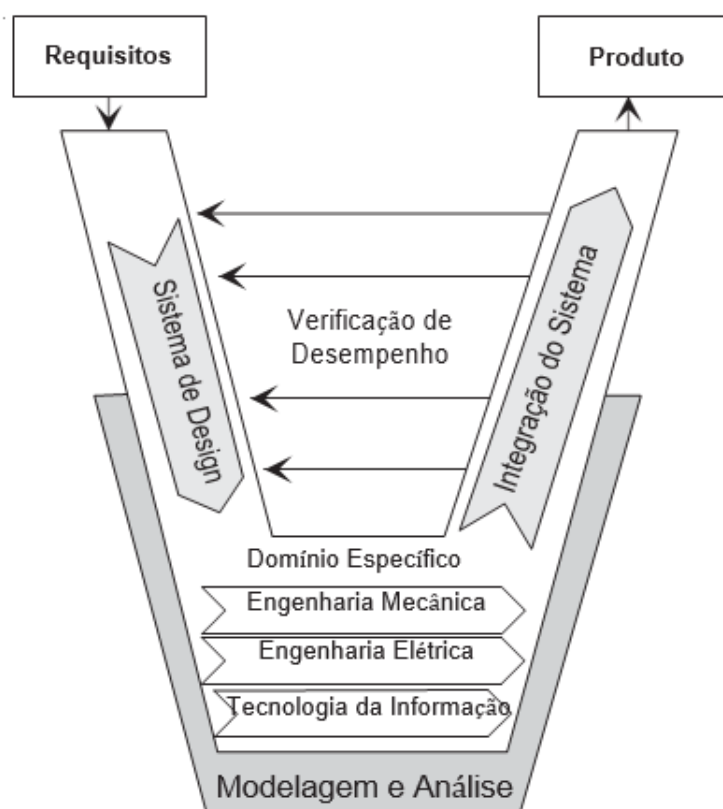 Requisitos
Produto
Sistema de Design
Verificação de
Desempenho
Integração do Sistema
Domínio Específico
Engenharia Mecânica
Engenharia Elétrica
Tecnologia da Informação
Modelagem e Análise